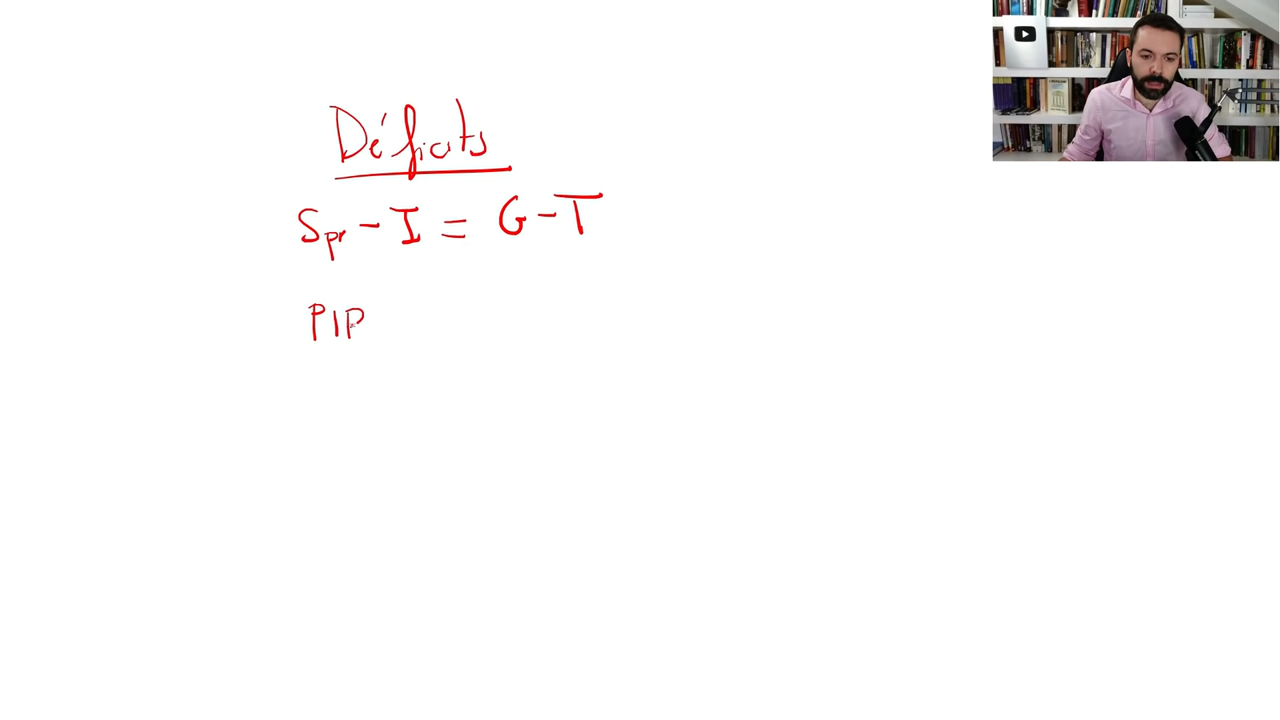 Déficits
Spr - I = G - T
PIP